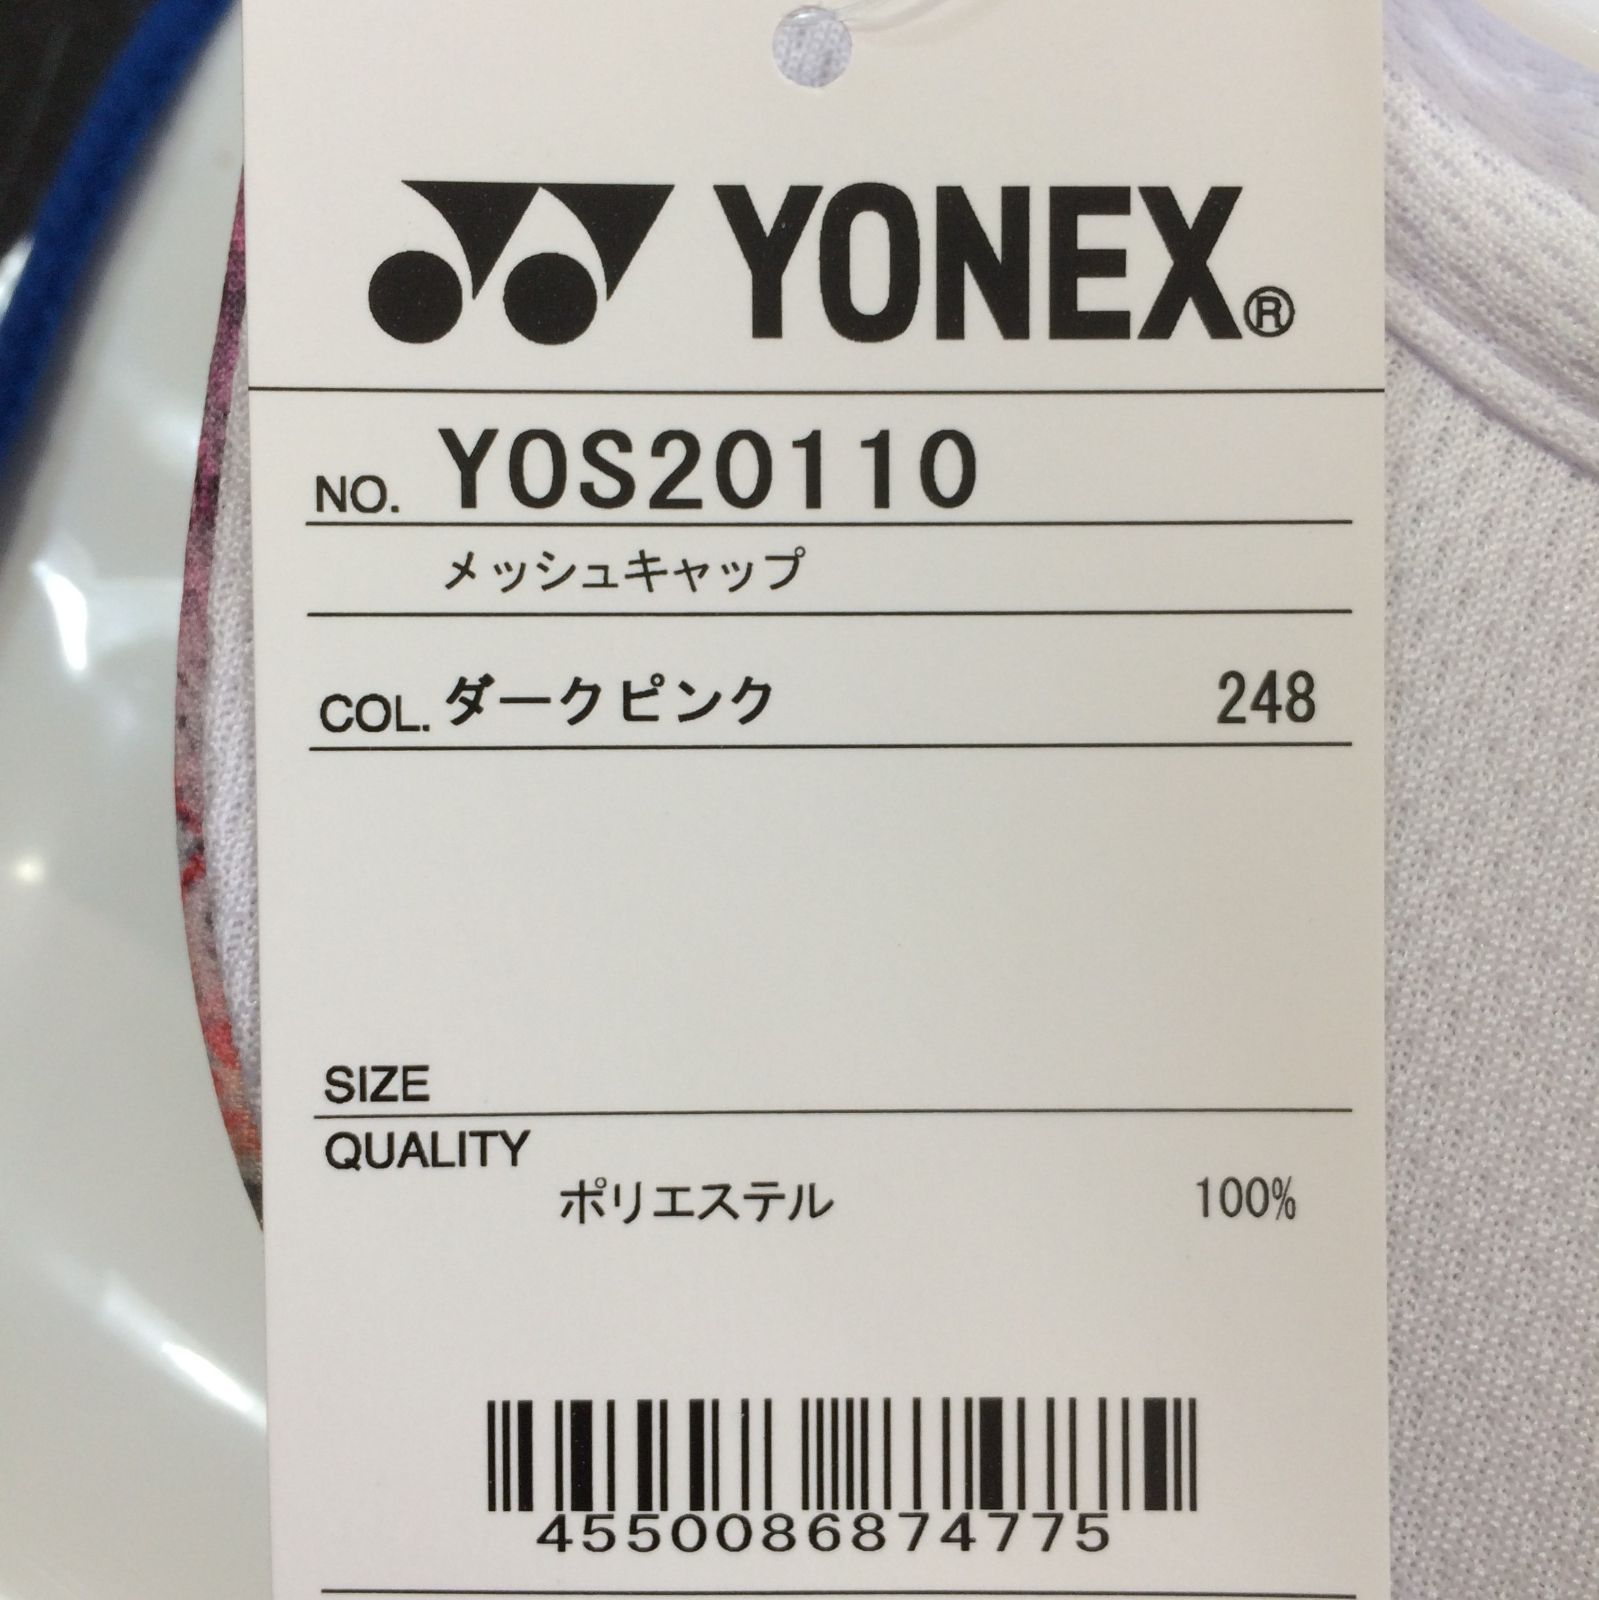 YONEX®
NO. YOS20110
メッシュキャップ
COL. ダークピンク 248
SIZE
QUALITY
ポリエステル 100%
4550086874775